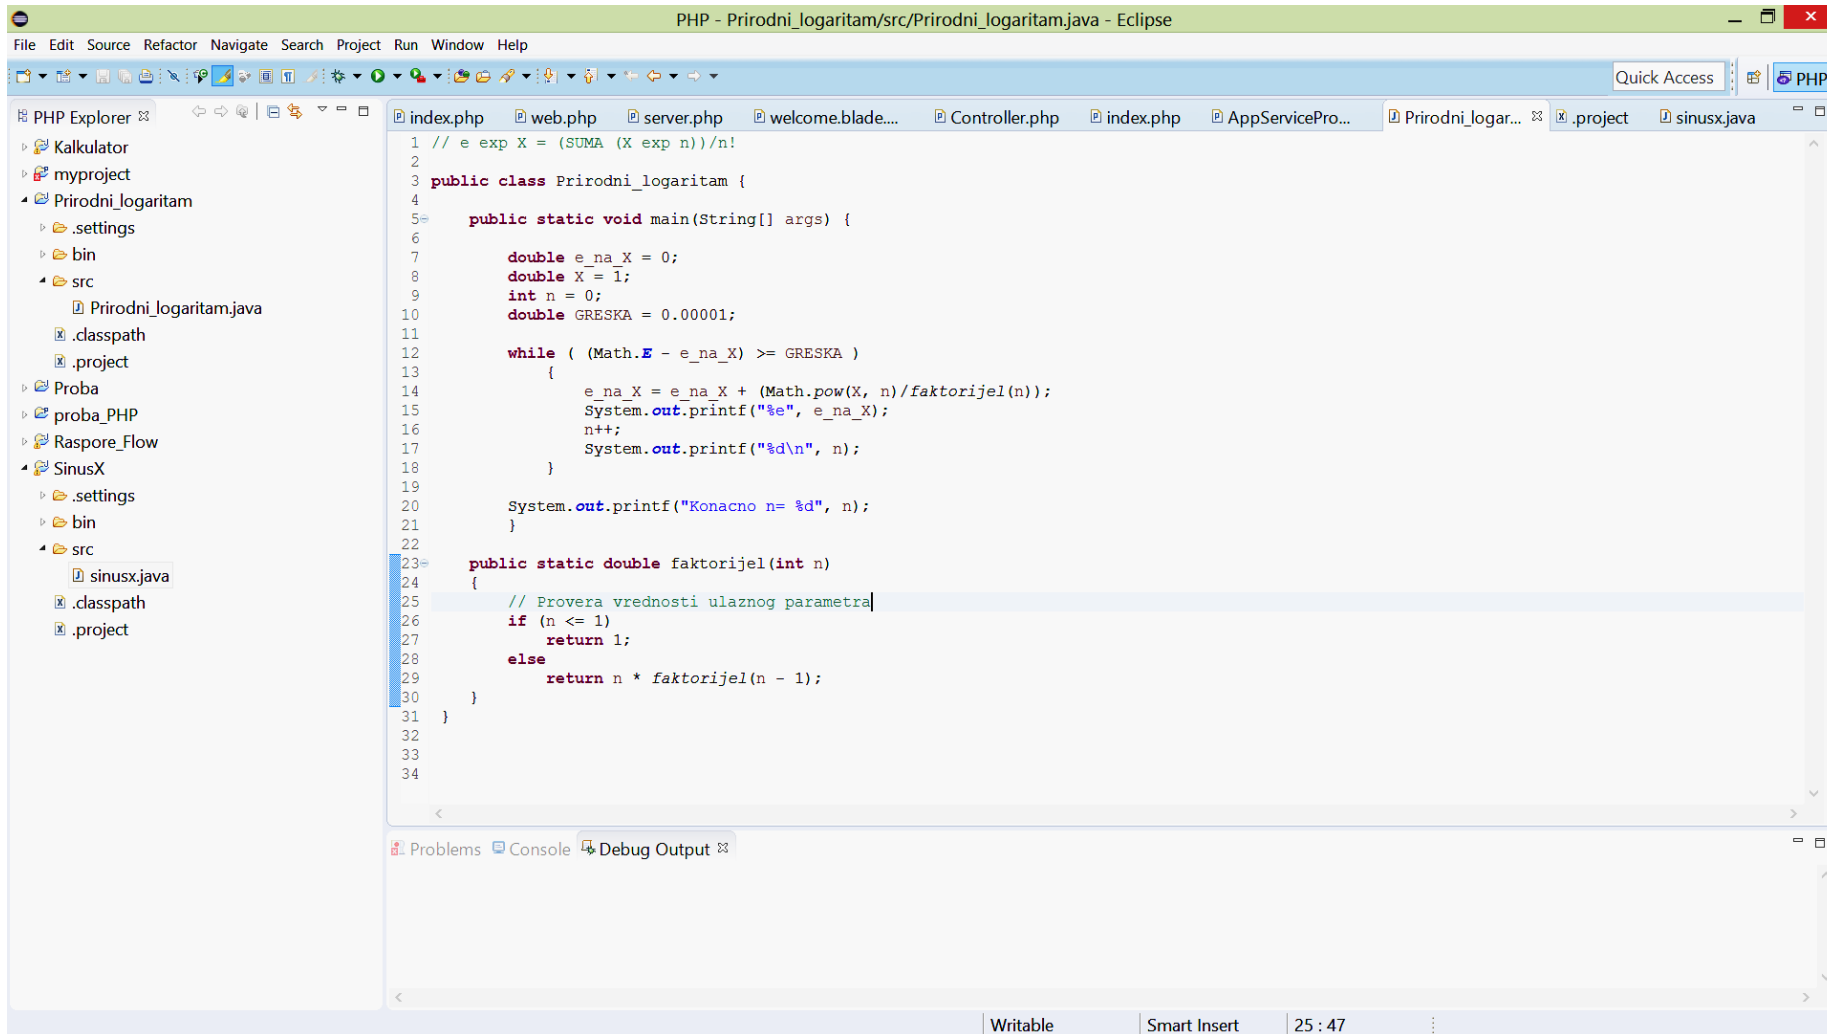 PHP - Prirodni_logaritam/src/Prirodni_logaritam.java - Eclipse
File Edit Source Refactor Navigate Search Project Run Window Help
Quick Access PHP
PHP Explorer
Kalkulator
myproject
Prirodni_logaritam
.settings
bin
src
Prirodni_logaritam.java
.classpath
.project
Proba
proba_PHP
Raspore_Flow
SinusX
.settings
bin
src
sinusx.java
.classpath
.project
index.php web.php server.php welcome.blade.... Controller.php index.php AppServicePro... Prirodni_logar... .project sinusx.java
1 // e exp X = (SUMA (X exp n))/n!
2
3 public class Prirodni_logaritam {
4
5 public static void main(String[] args) {
6
7 double e_na_X = 0;
8 double X = 1;
9 int n = 0;
10 double GRESKA = 0.00001;
11
12 while ( (Math.E - e_na_X) >= GRESKA )
13 {
14 e_na_X = e_na_X + (Math.pow(X, n)/faktorijel(n));
15 System.out.printf("%e", e_na_X);
16 n++;
17 System.out.printf("%d\n", n);
18 }
19
20 System.out.printf("Konacno n= %d", n);
21 }
22
23 public static double faktorijel(int n)
24 {
25 // Provera vrednosti ulaznog parametra
26 if (n <= 1)
27 return 1;
28 else
29 return n * faktorijel(n - 1);
30 }
31 }
32
33
34
Problems Console Debug Output
Writable Smart Insert 25 : 47